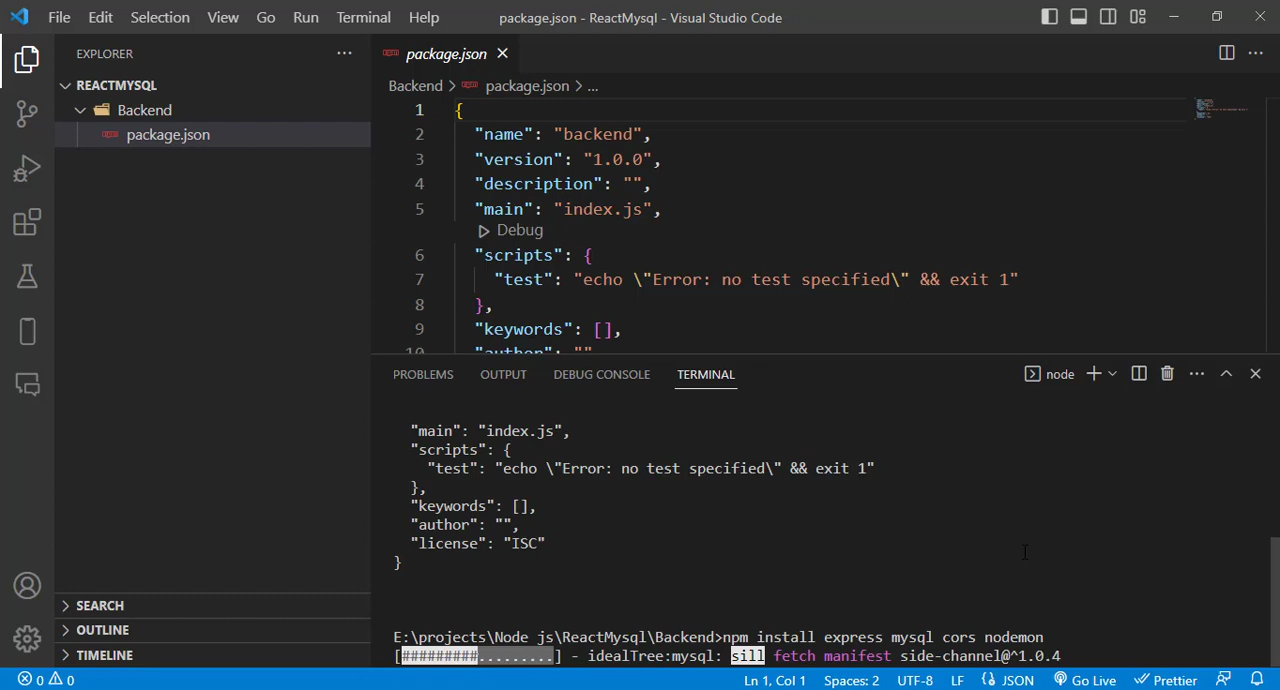 File Edit Selection View Go Run Terminal Help package.json - ReactMysql - Visual Studio Code
EXPLORER
REACTMYSQL
Backend
package.json
package.json
Backend > package.json > ...
1 {
2 "name": "backend",
3 "version": "1.0.0",
4 "description": "",
5 "main": "index.js",
Debug
6 "scripts": {
7 "test": "echo \"Error: no test specified\" && exit 1"
8 },
9 "keywords": [],
10 "author": ""
PROBLEMS OUTPUT DEBUG CONSOLE TERMINAL node
"main": "index.js",
"scripts": {
"test": "echo \"Error: no test specified\" && exit 1"
},
"keywords": [],
"author": "",
"license": "ISC"
}
E:\projects\Node js\ReactMysql\Backend>npm install express mysql cors nodemon
[#########.........] - idealTree:mysql: sill fetch manifest side-channel@^1.0.4
SEARCH
OUTLINE
TIMELINE
0 0 Ln 1, Col 1 Spaces: 2 UTF-8 LF {} JSON Go Live Prettier